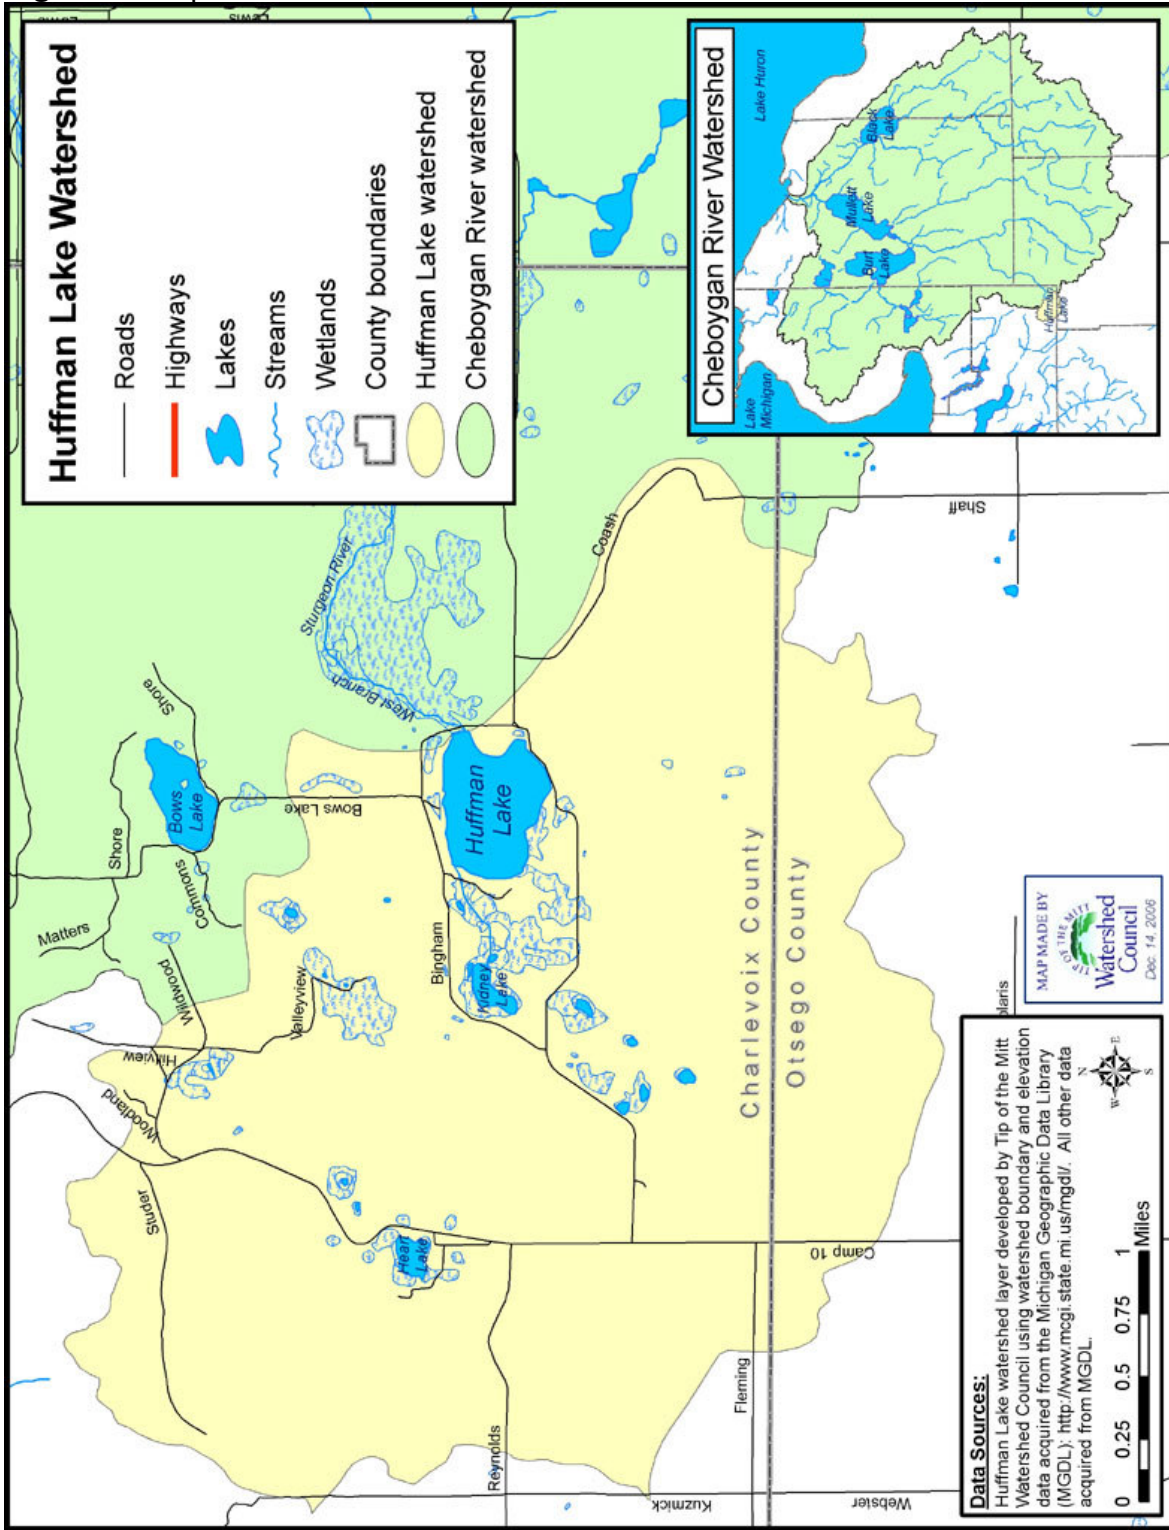 Huffman Lake Watershed
Roads
Highways
Lakes
Streams
Wetlands
County boundaries
Huffman Lake watershed
Cheboygan River watershed
Cheboygan River Watershed
Lake Huron
Lake
Michigan
Black
Lake
Mullett
Lake
Burt
Lake
Huffman
Lake
Lewis
Lewis
Shore
Shore
Bows
Lake
Matters
Commons
Wildwood
Hillview
Woodland
Studer
Valleyview
Bows Lake
Sturgeon River
West Branch
Coash
Shaff
Huffman
Lake
Bingham
Kidney
Lake
Heart
Lake
Reynolds
Fleming
Camp 10
Kuzmick
Webster
Charlevoix County
Otsego County
olaris
MAP MADE BY
TIP OF THE MITT
Watershed
Council
Dec. 14, 2006
Data Sources:
Huffman Lake watershed layer developed by Tip of the Mitt
Watershed Council using watershed boundary and elevation
data acquired from the Michigan Geographic Data Library
(MGDL): http://www.mcgi.state.mi.us/mgdl/. All other data
acquired from MGDL.
N
W
E
S
0 0.25 0.5 0.75 1
Miles